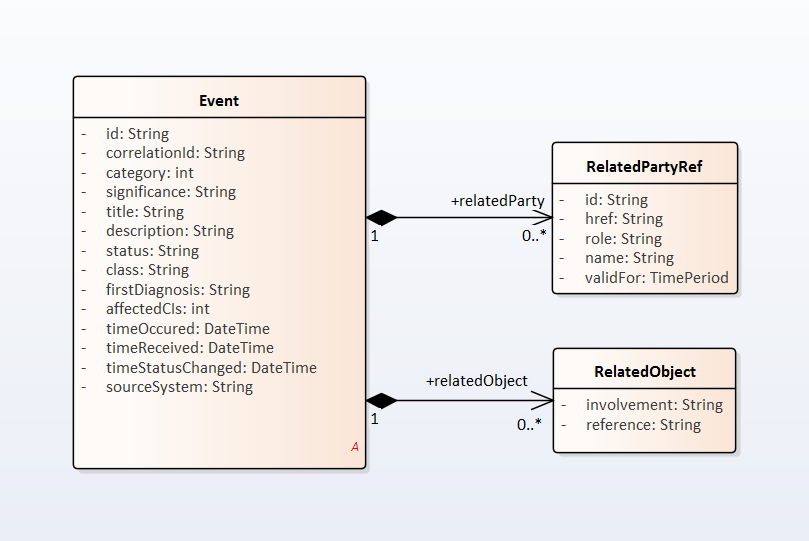 Event
- id: String
- correlationId: String
- category: int
- significance: String
- title: String
- description: String
- status: String
- class: String
- firstDiagnosis: String
- affectedCIs: int
- timeOccured: DateTime
- timeReceived: DateTime
- timeStatusChanged: DateTime
- sourceSystem: String
A
+relatedParty
1
0..*
RelatedPartyRef
- id: String
- href: String
- role: String
- name: String
- validFor: TimePeriod
+relatedObject
1
0..*
RelatedObject
- involvement: String
- reference: String